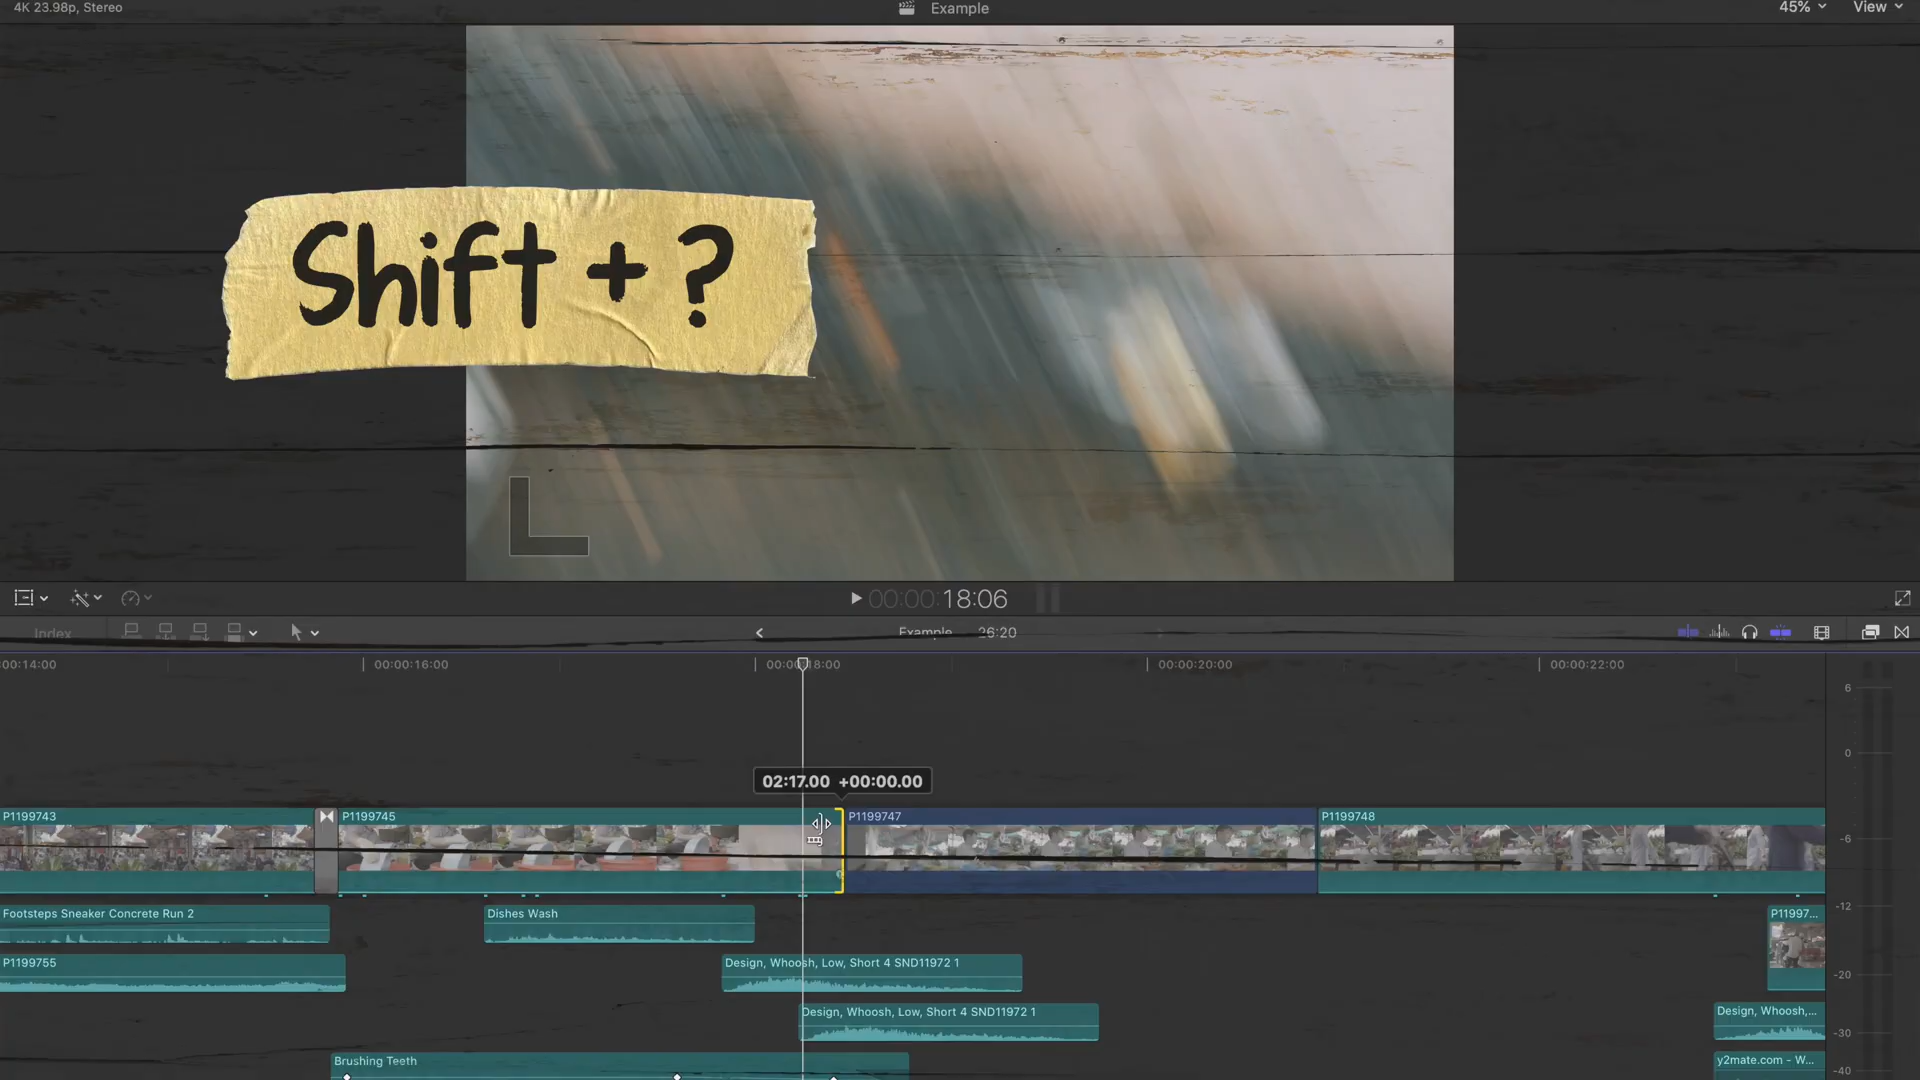 4K 23.98p, Stereo
Example
45%
View
Shift + ?
00:00:18:06
Index
Example
26:20
00:14:00
00:00:16:00
00:00:18:00
00:00:20:00
00:00:22:00
6
0
-6
-12
-20
-30
-40
02:17.00 +00:00.00
P1199743
P1199745
P1199747
P1199748
Footsteps Sneaker Concrete Run 2
Dishes Wash
P11997...
P1199755
Design, Whoosh, Low, Short 4 SND11972 1
Design, Whoosh, Low, Short 4 SND11972 1
Design, Whoosh,...
Brushing Teeth
y2mate.com - W...